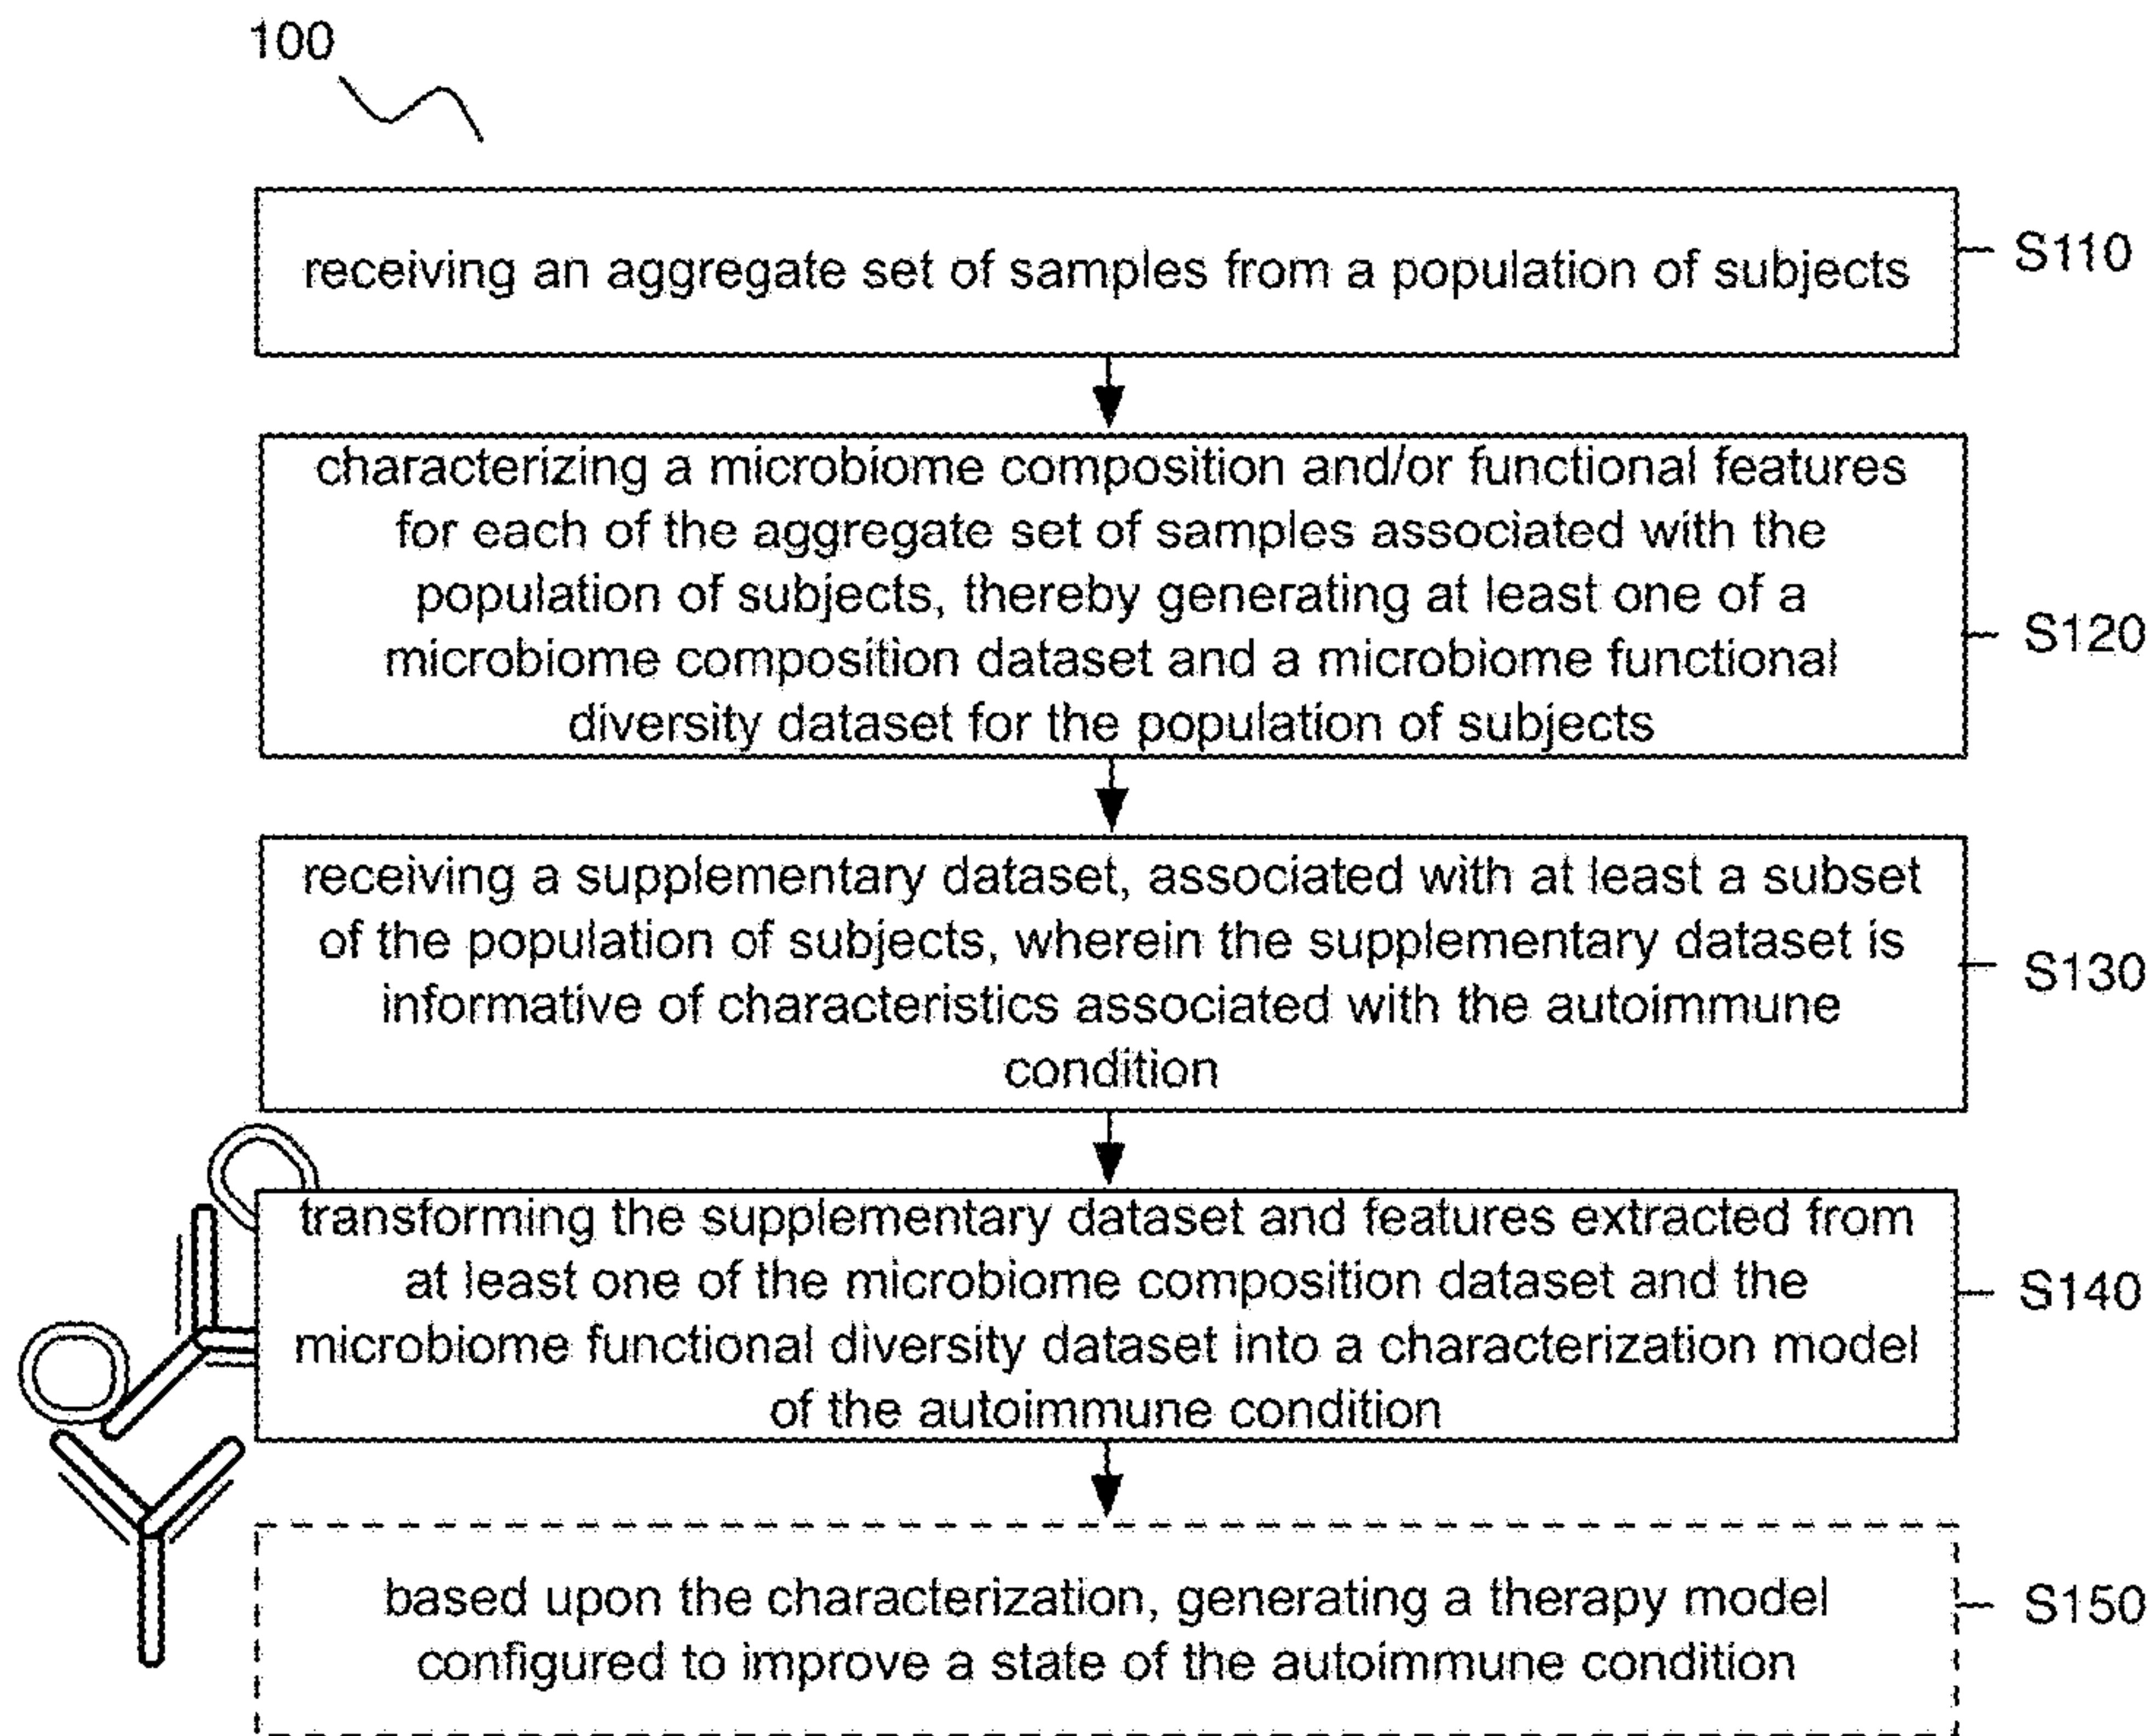 100
receiving an aggregate set of samples from a population of subjects
S110
characterizing a microbiome composition and/or functional features
for each of the aggregate set of samples associated with the
population of subjects, thereby generating at least one of a
microbiome composition dataset and a microbiome functional
diversity dataset for the population of subjects
S120
receiving a supplementary dataset, associated with at least a subset
of the population of subjects, wherein the supplementary dataset is
informative of characteristics associated with the autoimmune
condition
S130
transforming the supplementary dataset and features extracted from
at least one of the microbiome composition dataset and the
microbiome functional diversity dataset into a characterization model
of the autoimmune condition
S140
based upon the characterization, generating a therapy model
configured to improve a state of the autoimmune condition
S150